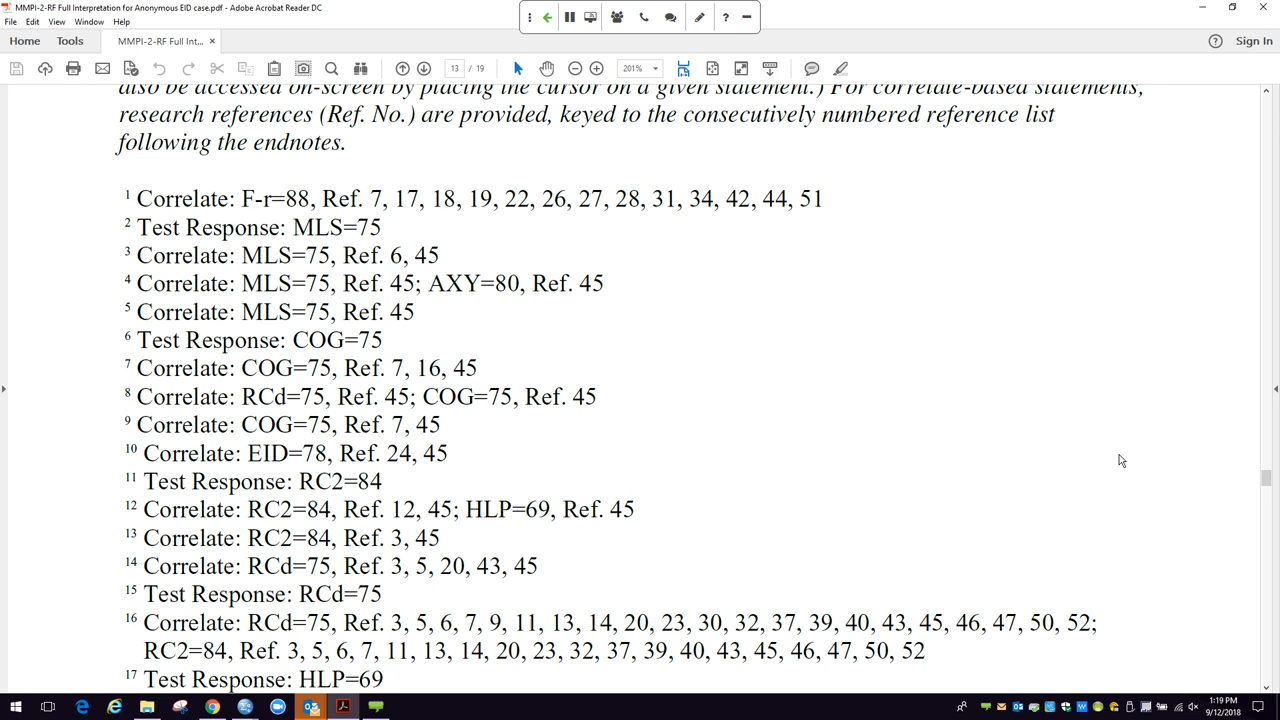 MMPI-2-RF Full Interpretation for Anonymous EID case.pdf - Adobe Acrobat Reader DC
File Edit View Window Help
Home Tools MMPI-2-RF Full Int... × ? Sign In
13 / 19 201%
also be accessed on-screen by placing the cursor on a given statement.) For correlate-based statements,
research references (Ref. No.) are provided, keyed to the consecutively numbered reference list
following the endnotes.
1 Correlate: F-r=88, Ref. 7, 17, 18, 19, 22, 26, 27, 28, 31, 34, 42, 44, 51
2 Test Response: MLS=75
3 Correlate: MLS=75, Ref. 6, 45
4 Correlate: MLS=75, Ref. 45; AXY=80, Ref. 45
5 Correlate: MLS=75, Ref. 45
6 Test Response: COG=75
7 Correlate: COG=75, Ref. 7, 16, 45
8 Correlate: RCd=75, Ref. 45; COG=75, Ref. 45
9 Correlate: COG=75, Ref. 7, 45
10 Correlate: EID=78, Ref. 24, 45
11 Test Response: RC2=84
12 Correlate: RC2=84, Ref. 12, 45; HLP=69, Ref. 45
13 Correlate: RC2=84, Ref. 3, 45
14 Correlate: RCd=75, Ref. 3, 5, 20, 43, 45
15 Test Response: RCd=75
16 Correlate: RCd=75, Ref. 3, 5, 6, 7, 9, 11, 13, 14, 20, 23, 30, 32, 37, 39, 40, 43, 45, 46, 47, 50, 52;
RC2=84, Ref. 3, 5, 6, 7, 11, 13, 14, 20, 23, 32, 37, 39, 40, 43, 45, 46, 47, 50, 52
17 Test Response: HLP=69
1:19 PM
9/12/2018